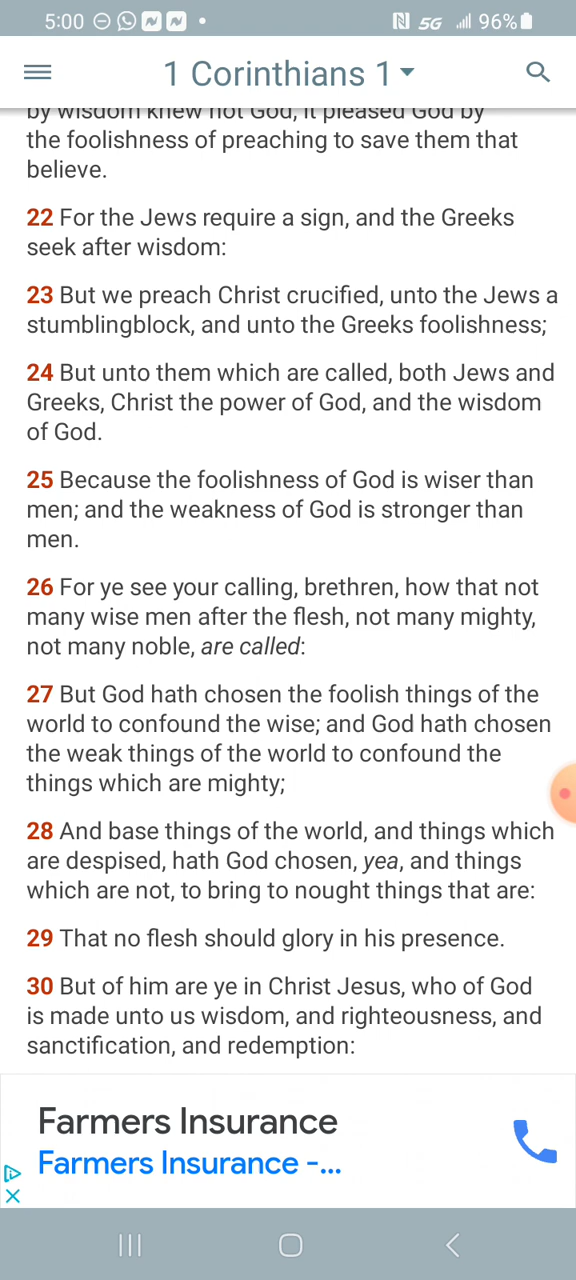 5:00
5G 96%
1 Corinthians 1
by wisdom knew not God, it pleased God by
the foolishness of preaching to save them that
believe.
22 For the Jews require a sign, and the Greeks
seek after wisdom:
23 But we preach Christ crucified, unto the Jews a
stumblingblock, and unto the Greeks foolishness;
24 But unto them which are called, both Jews and
Greeks, Christ the power of God, and the wisdom
of God.
25 Because the foolishness of God is wiser than
men; and the weakness of God is stronger than
men.
26 For ye see your calling, brethren, how that not
many wise men after the flesh, not many mighty,
not many noble, are called:
27 But God hath chosen the foolish things of the
world to confound the wise; and God hath chosen
the weak things of the world to confound the
things which are mighty;
28 And base things of the world, and things which
are despised, hath God chosen, yea, and things
which are not, to bring to nought things that are:
29 That no flesh should glory in his presence.
30 But of him are ye in Christ Jesus, who of God
is made unto us wisdom, and righteousness, and
sanctification, and redemption:
Farmers Insurance
Farmers Insurance -...